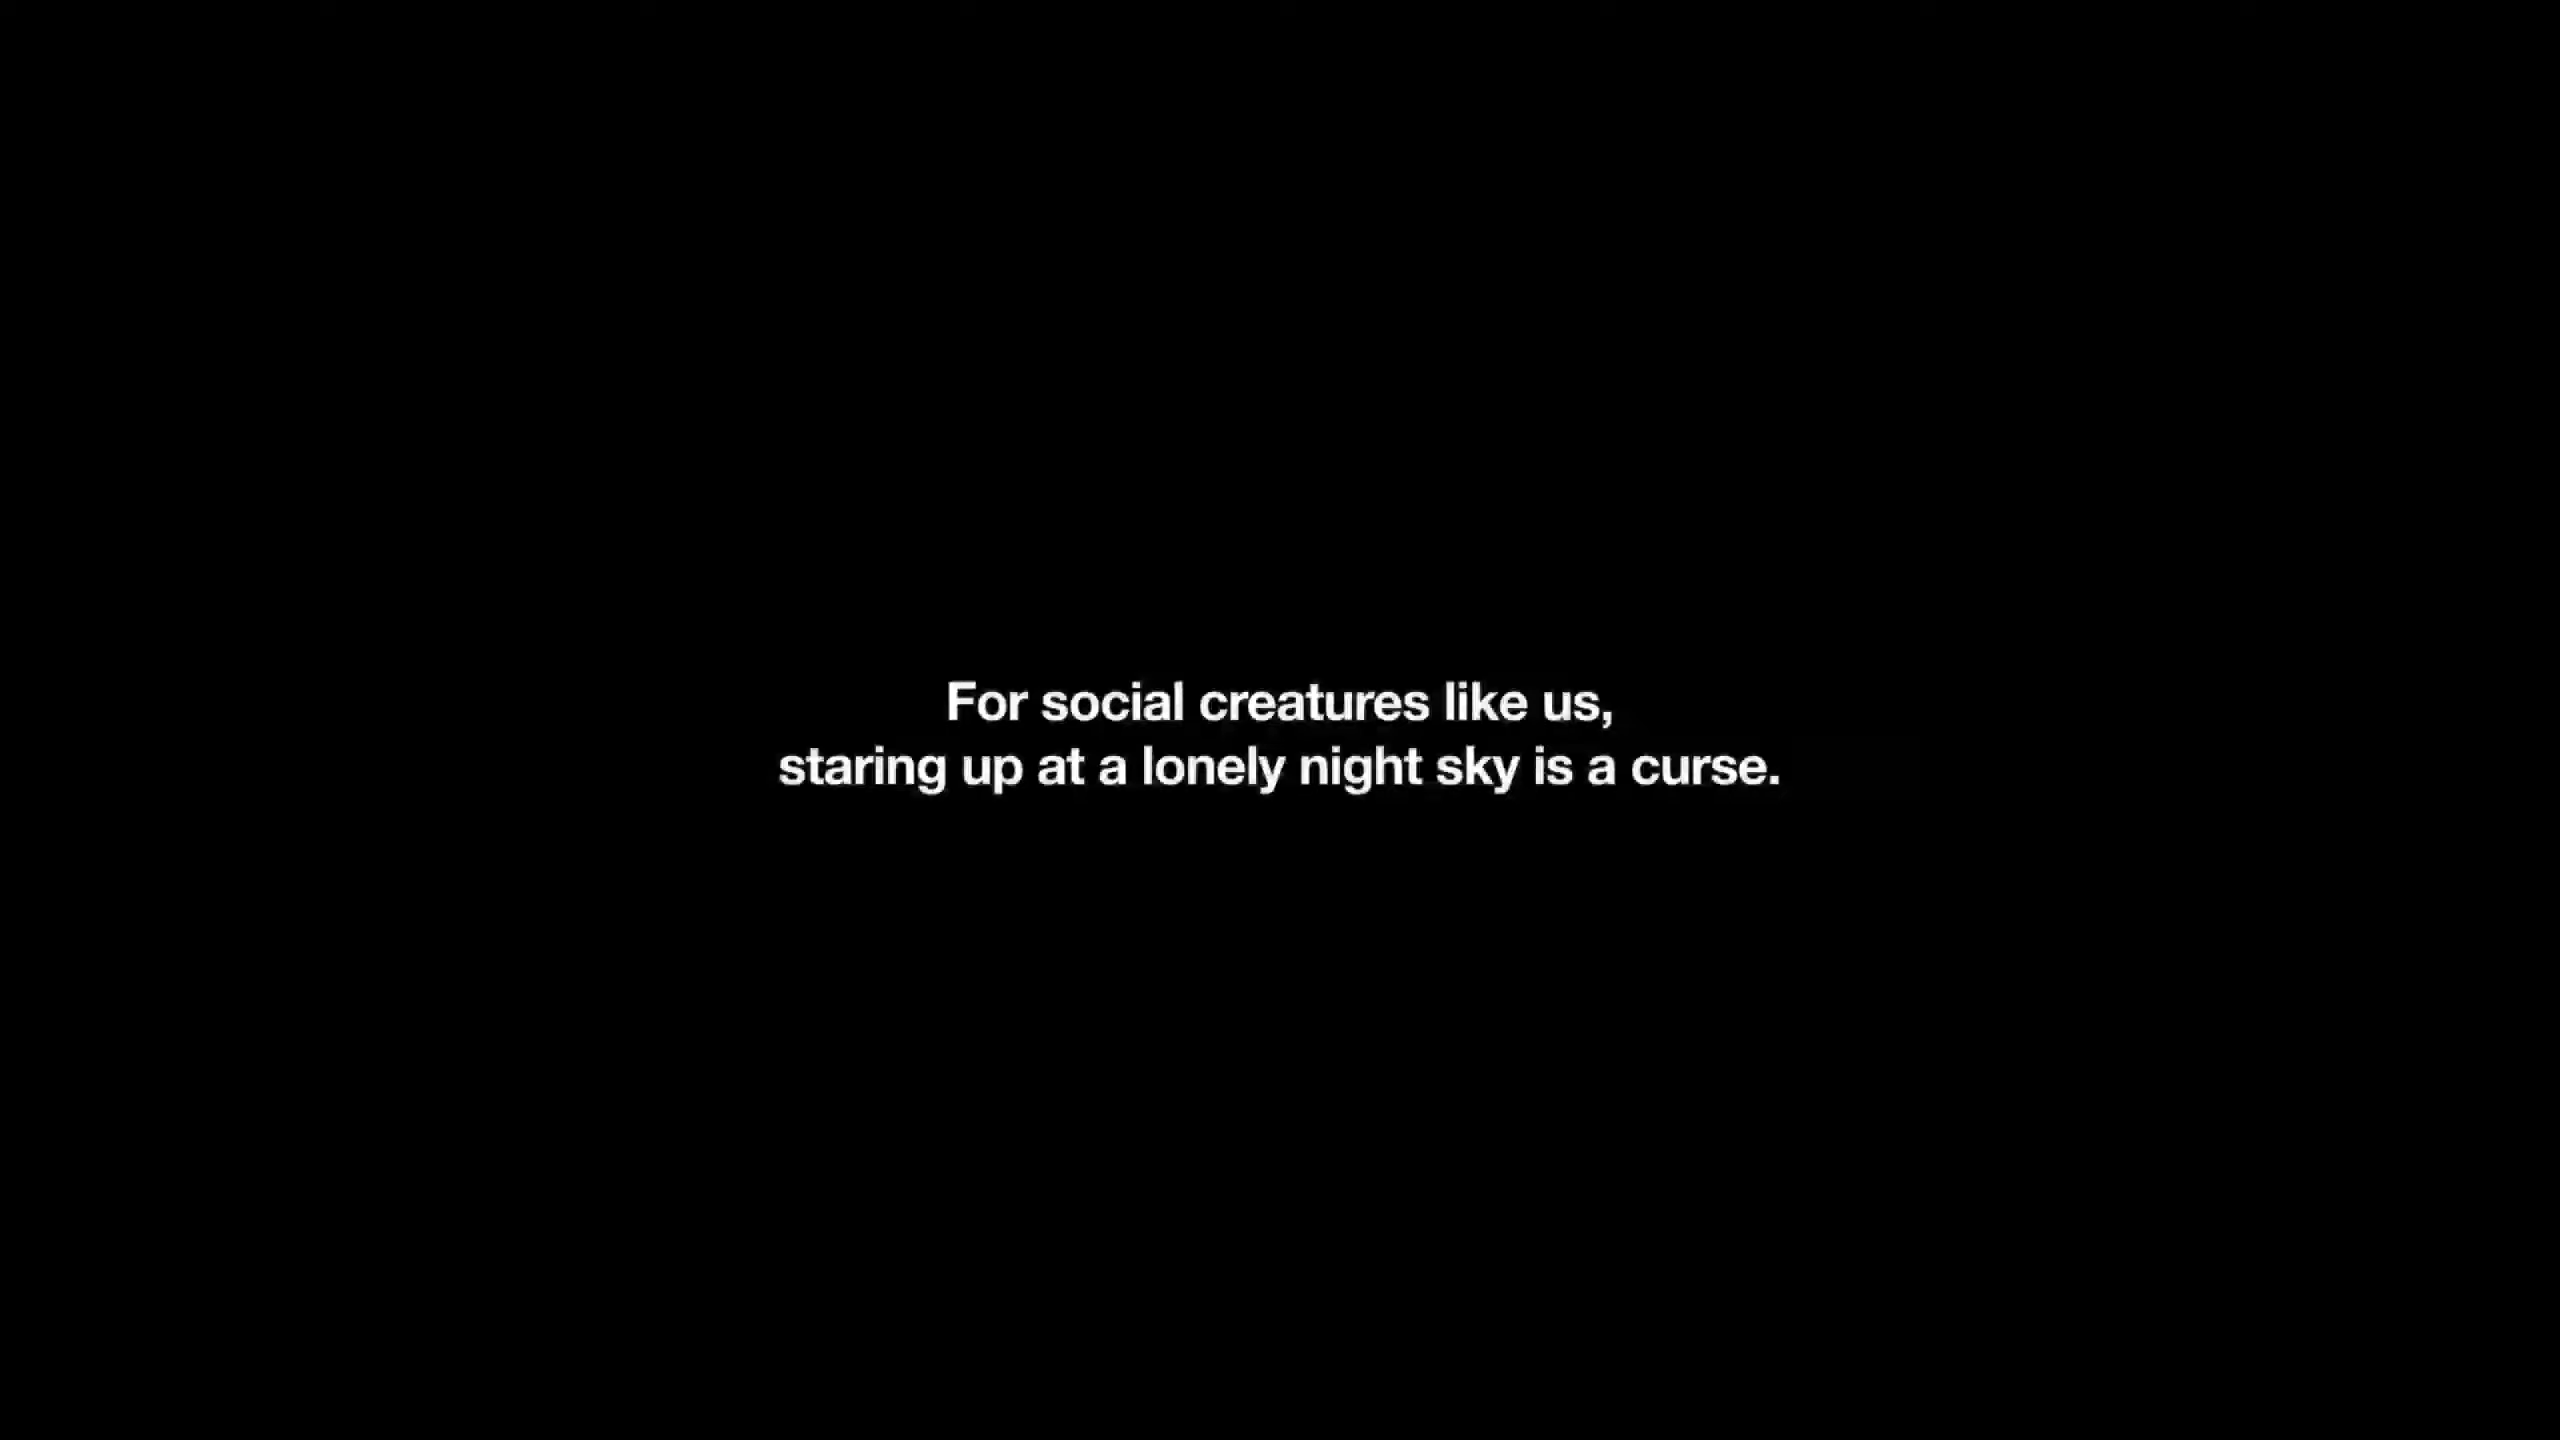 For social creatures like us,
staring up at a lonely night sky is a curse.